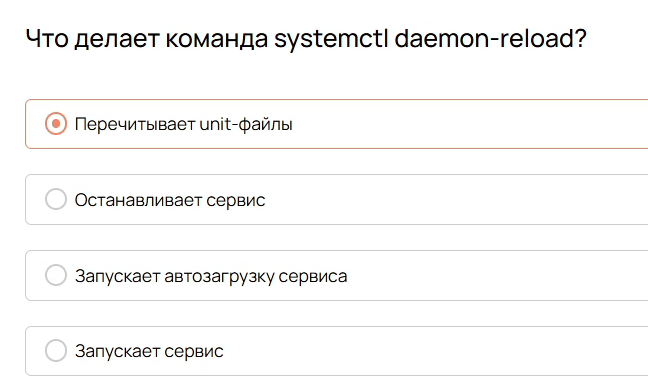 Что делает команда systemctl daemon-reload?
Перечитывает unit-файлы
Останавливает сервис
Запускает автозагрузку сервиса
Запускает сервис